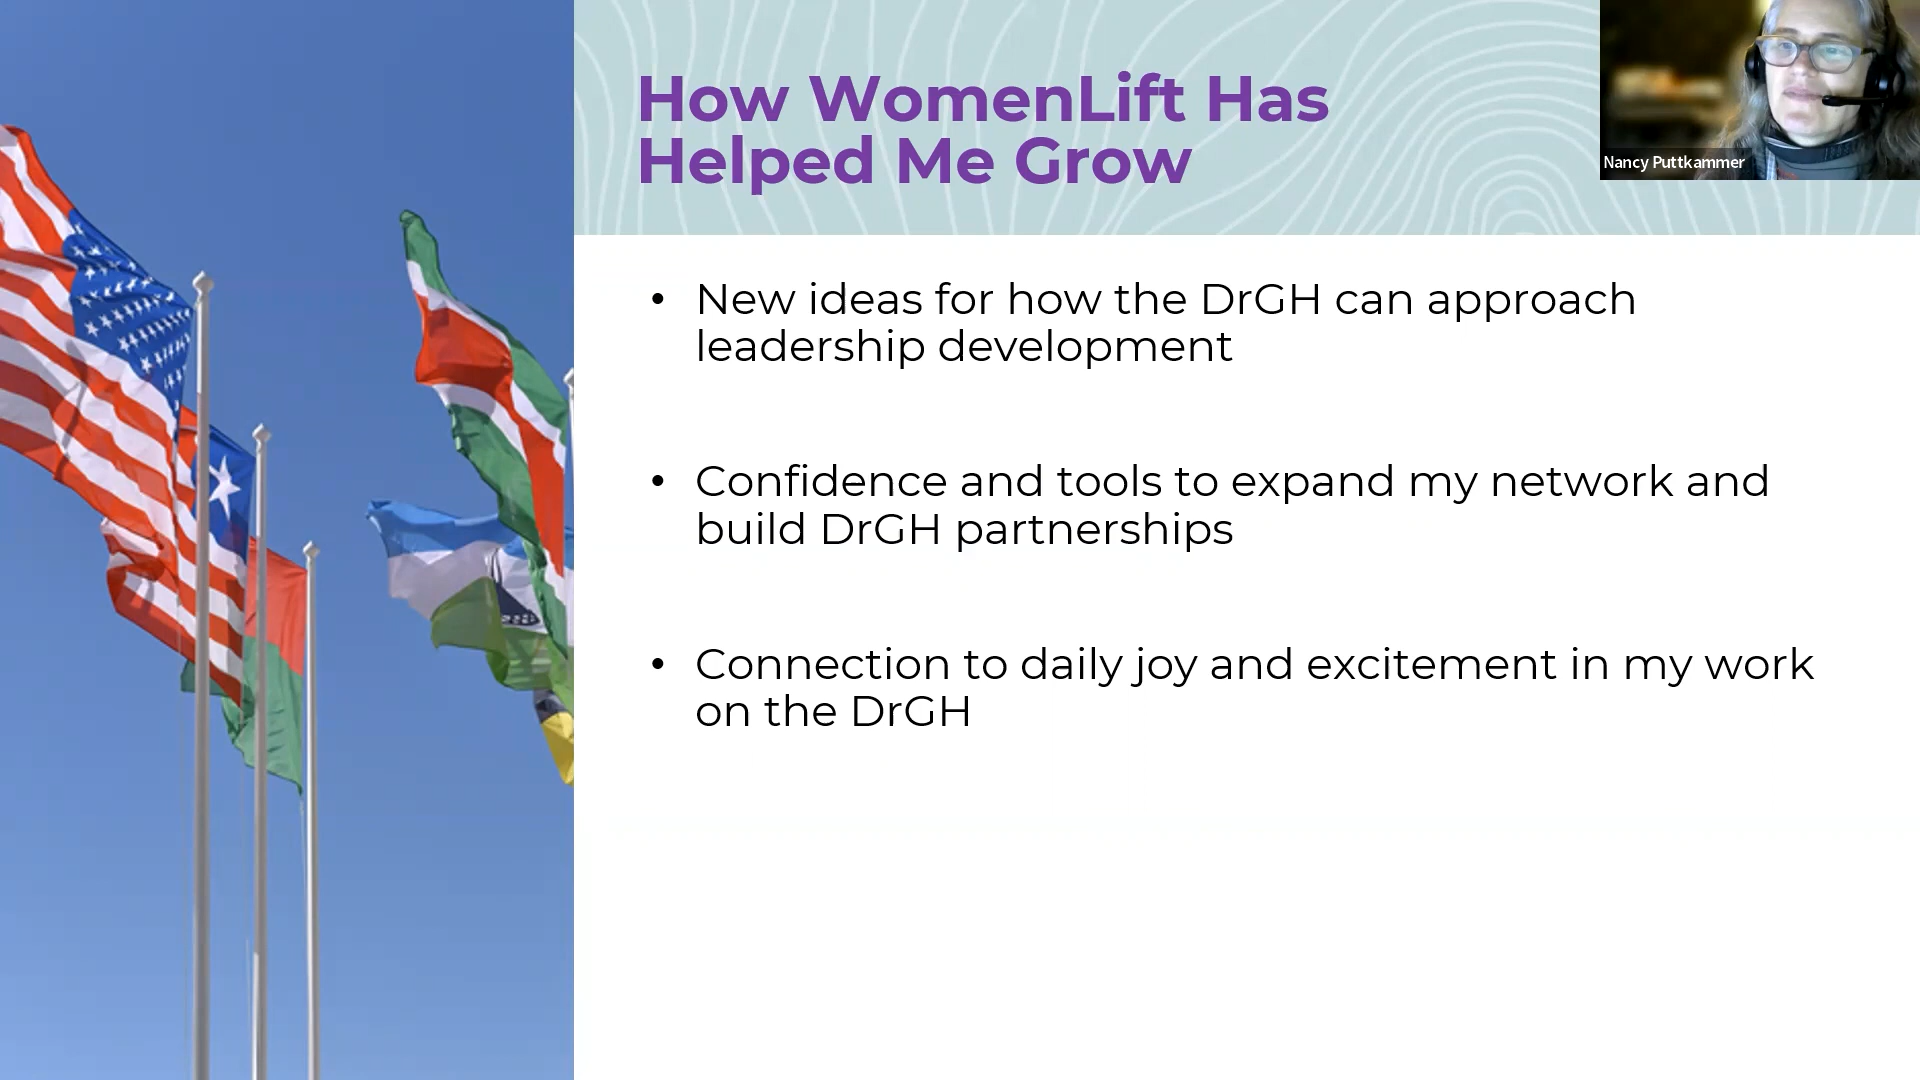 How WomenLift Has
Helped Me Grow
Nancy Puttkammer
• New ideas for how the DrGH can approach
leadership development
• Confidence and tools to expand my network and
build DrGH partnerships
• Connection to daily joy and excitement in my work
on the DrGH